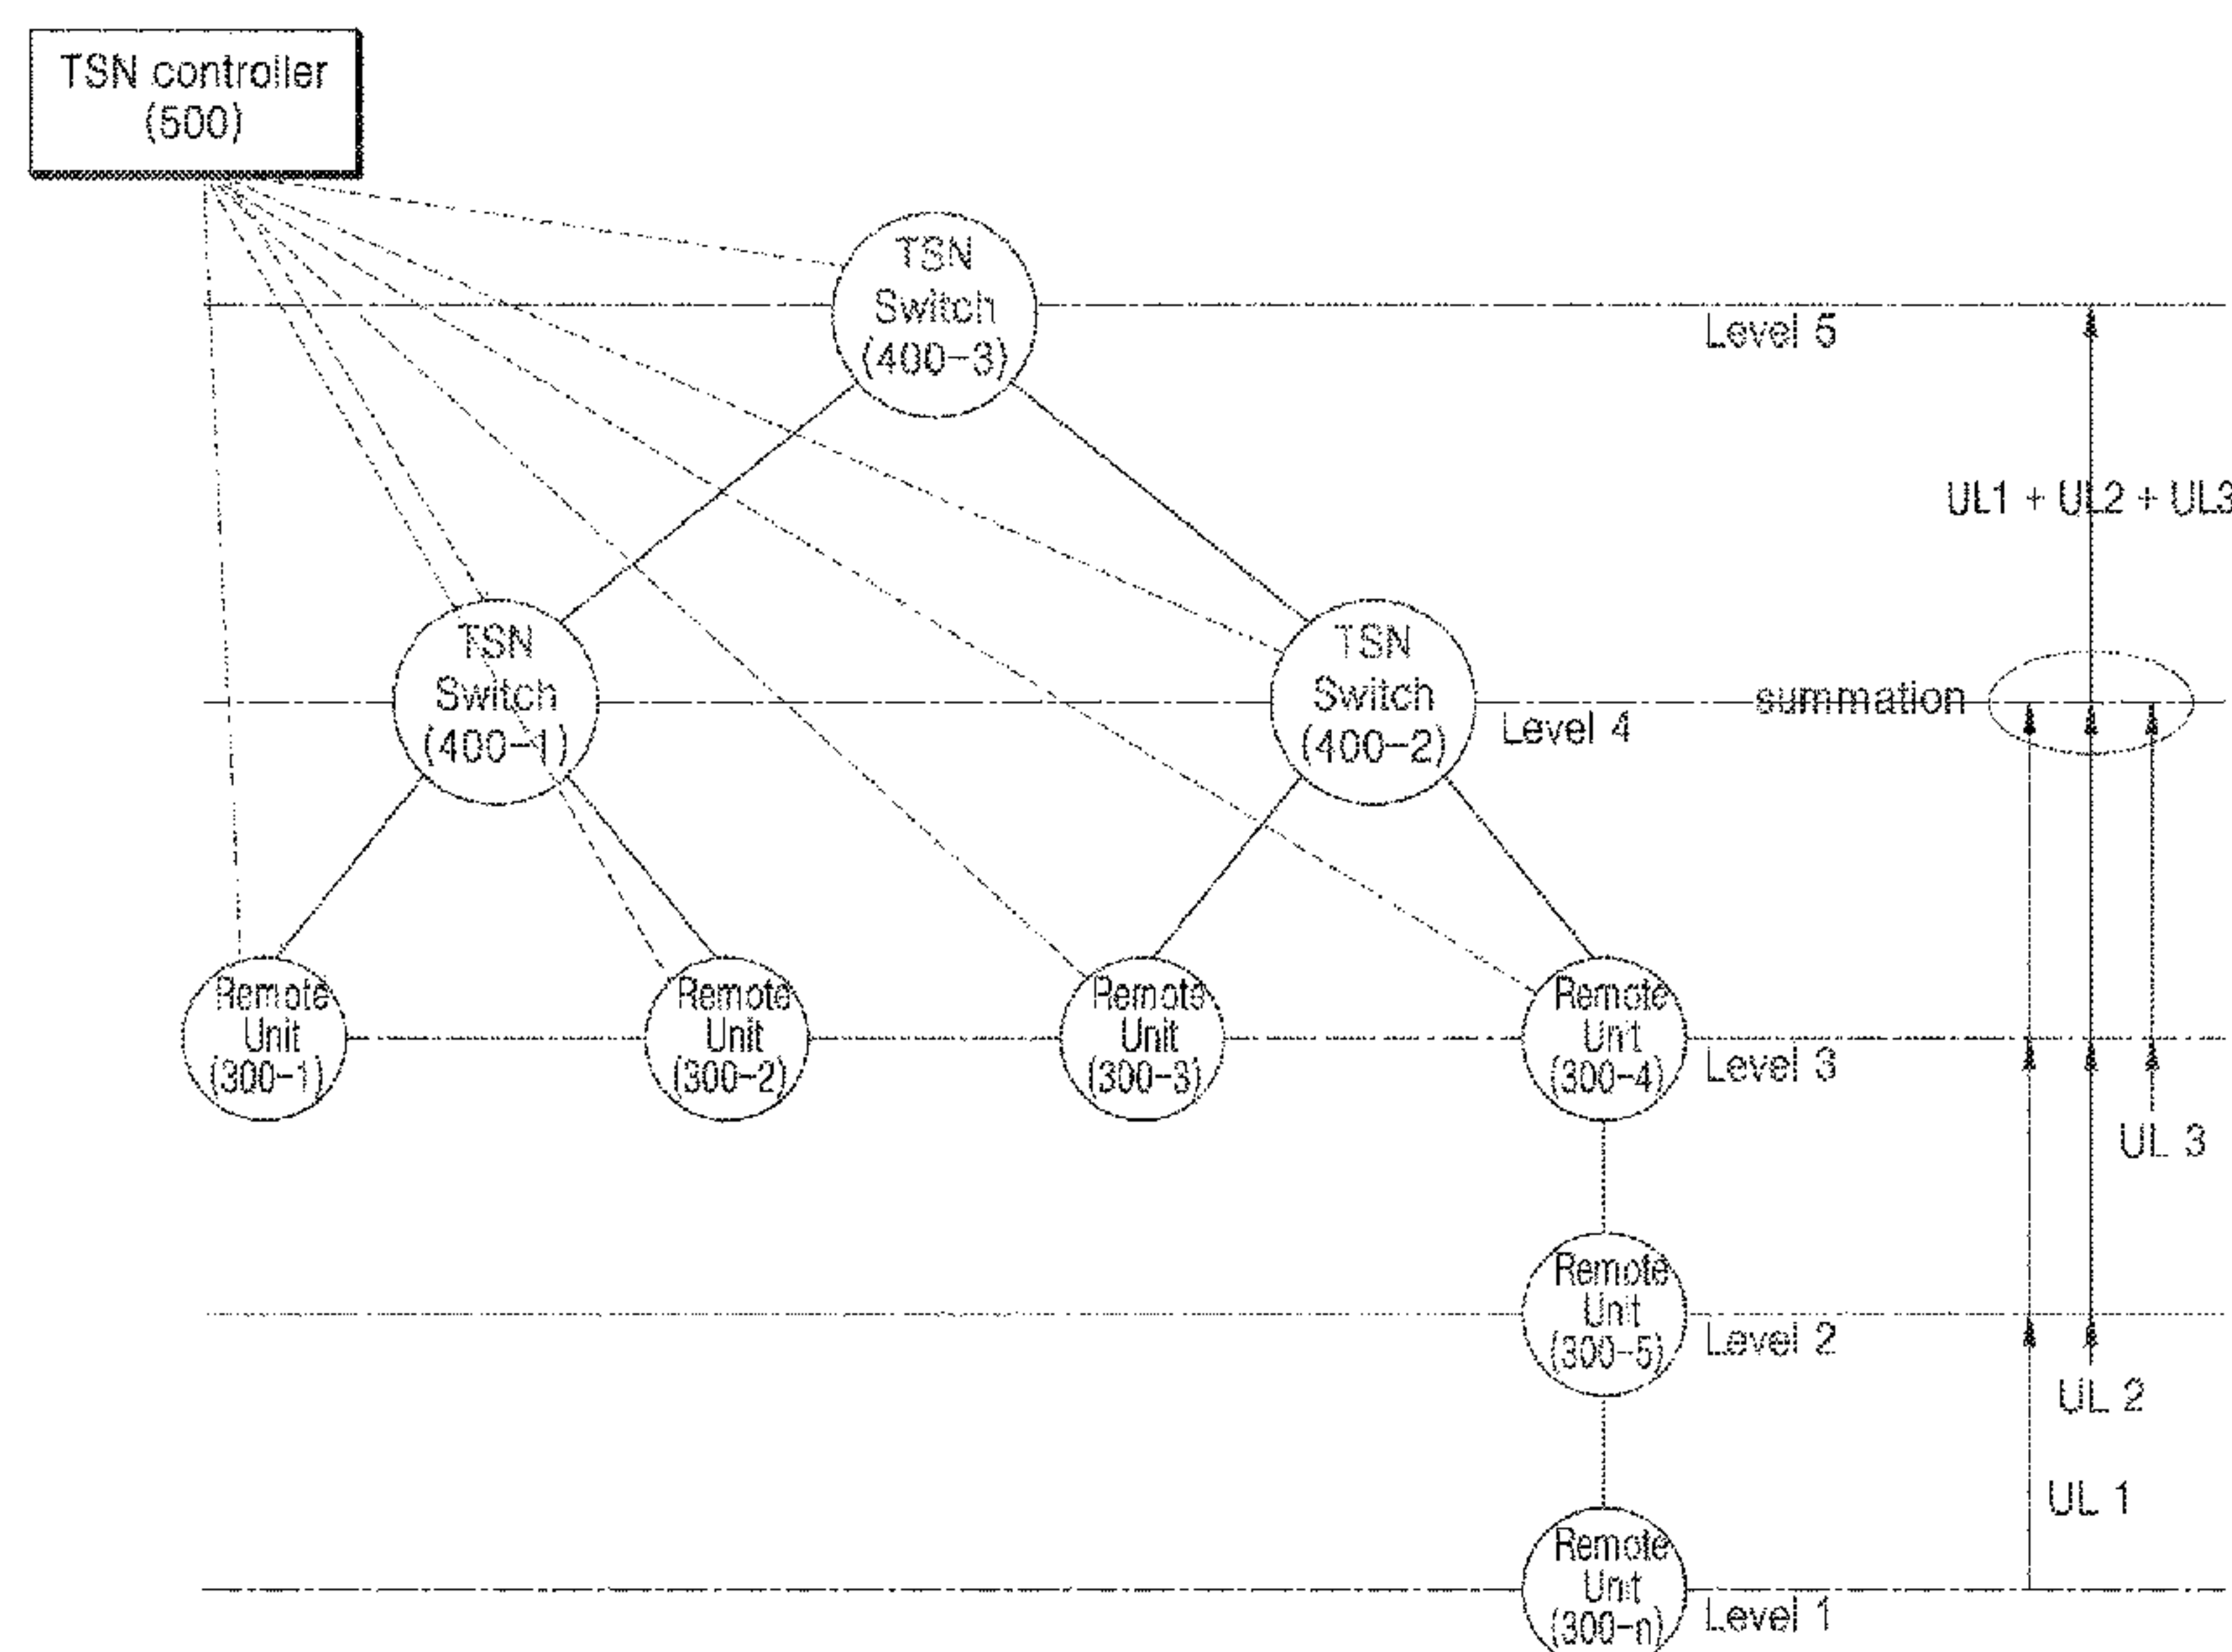 TSN controller
(500)
TSN
Switch
(400-3)
Level 5
UL1 + UL2 + UL3
TSN
Switch
(400-1)
TSN
Switch
(400-2)
Level 4
summation
Remote
Unit
(300-1)
Remote
Unit
(300-2)
Remote
Unit
(300-3)
Remote
Unit
(300-4)
Level 3
UL 3
Remote
Unit
(300-5)
Level 2
UL 2
UL 1
Remote
Unit
(300-n)
Level 1